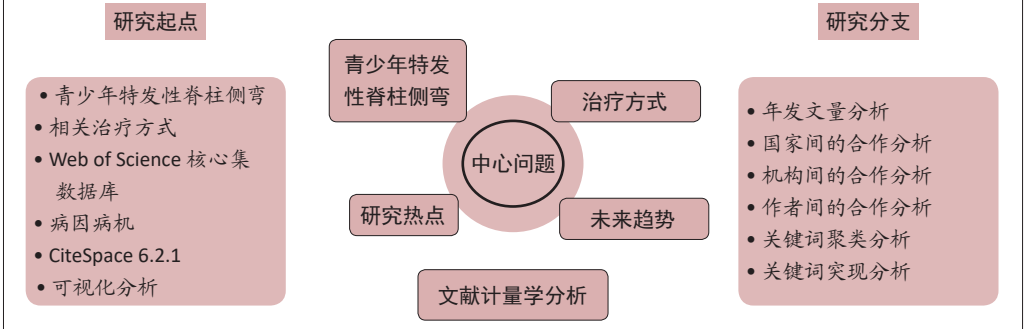 研究起点
• 青少年特发性脊柱侧弯
• 相关治疗方式
• Web of Science 核心集
数据库
• 病因病机
• CiteSpace 6.2.1
• 可视化分析
青少年特发
性脊柱侧弯
治疗方式
中心问题
研究热点
未来趋势
文献计量学分析
研究分支
• 年发文量分析
• 国家间的合作分析
• 机构间的合作分析
• 作者间的合作分析
• 关键词聚类分析
• 关键词实现分析